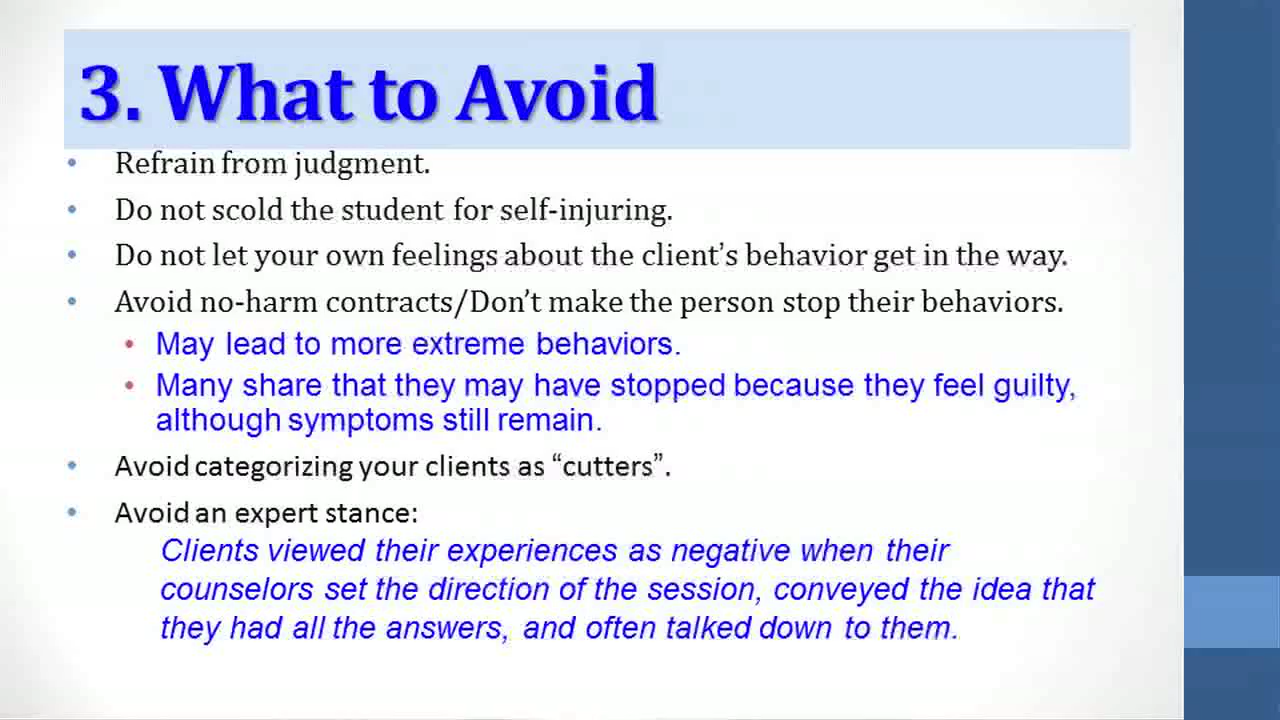 3. What to Avoid
• Refrain from judgment.
• Do not scold the student for self-injuring.
• Do not let your own feelings about the client’s behavior get in the way.
• Avoid no-harm contracts/Don’t make the person stop their behaviors.
• May lead to more extreme behaviors.
• Many share that they may have stopped because they feel guilty,
although symptoms still remain.
• Avoid categorizing your clients as “cutters”.
• Avoid an expert stance:
Clients viewed their experiences as negative when their
counselors set the direction of the session, conveyed the idea that
they had all the answers, and often talked down to them.